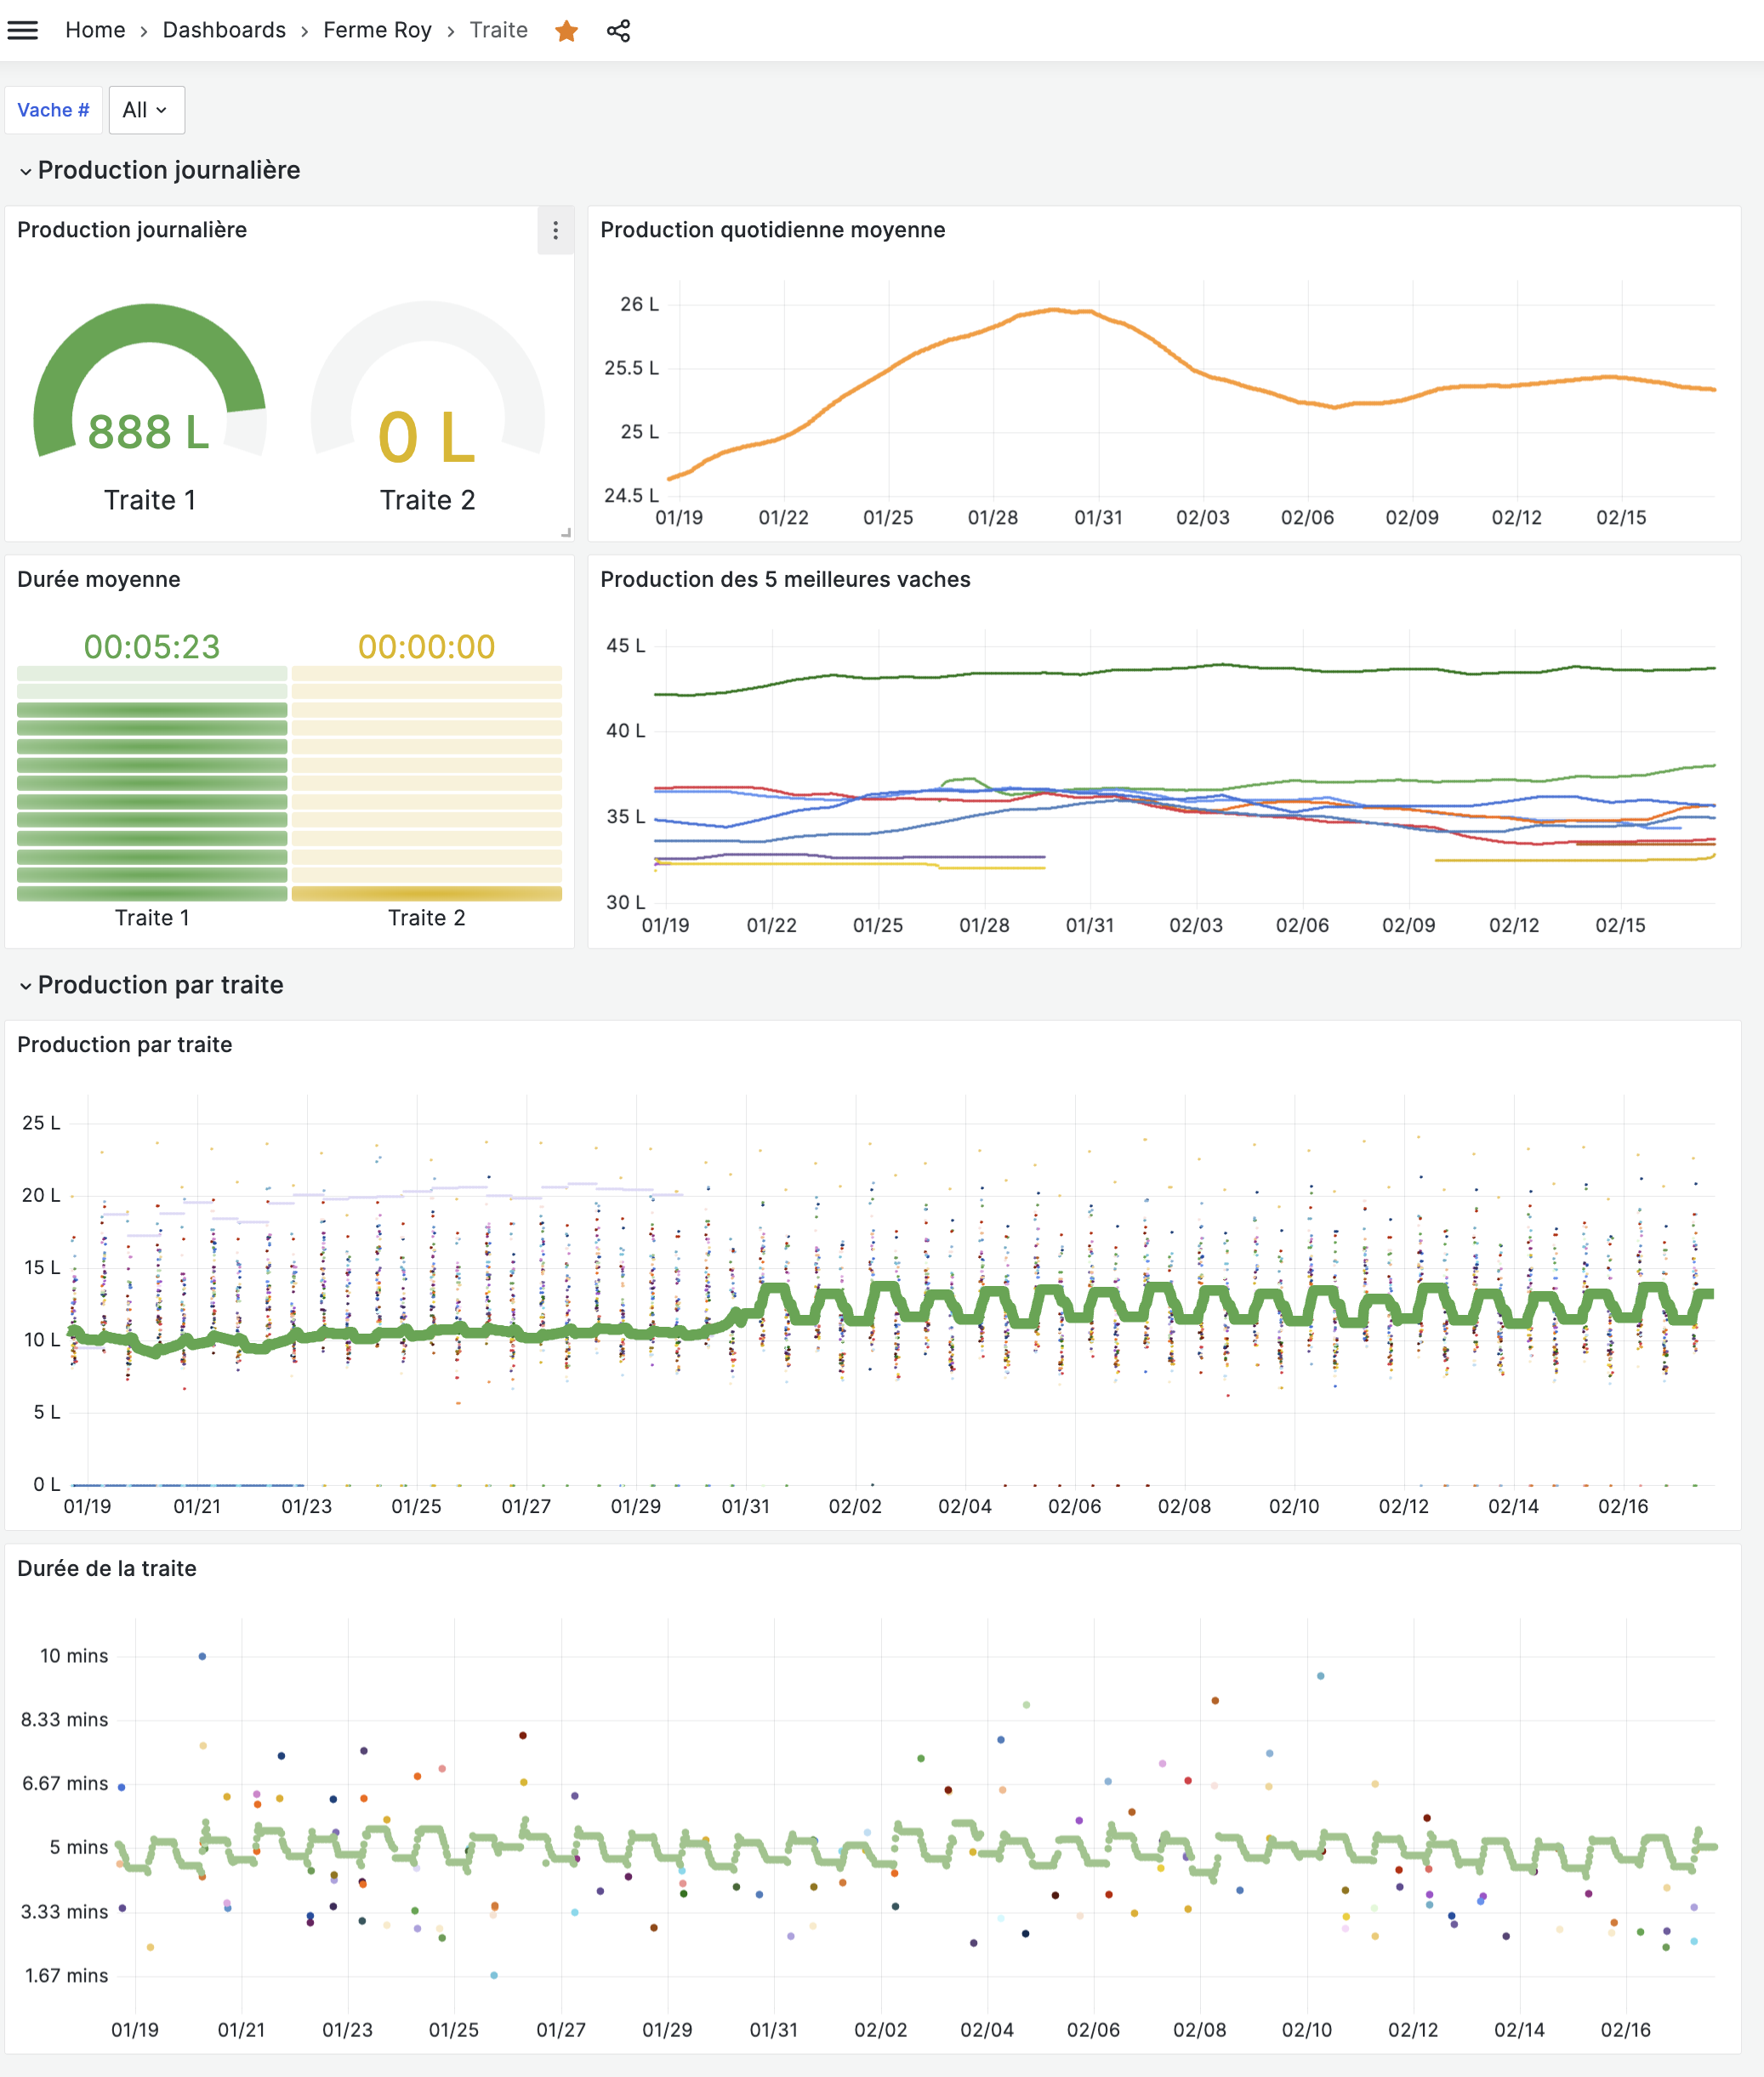 Home › Dashboards › Ferme Roy › Traite
Vache # All
Production journalière
Production journalière
888 L
0 L
Traite 1
Traite 2
Production quotidienne moyenne
26 L
25.5 L
25 L
24.5 L
01/19 01/22 01/25 01/28 01/31 02/03 02/06 02/09 02/12 02/15
Durée moyenne
00:05:23
00:00:00
Traite 1
Traite 2
Production des 5 meilleures vaches
45 L
40 L
35 L
30 L
01/19 01/22 01/25 01/28 01/31 02/03 02/06 02/09 02/12 02/15
Production par traite
Production par traite
25 L
20 L
15 L
10 L
5 L
0 L
01/19 01/21 01/23 01/25 01/27 01/29 01/31 02/02 02/04 02/06 02/08 02/10 02/12 02/14 02/16
Durée de la traite
10 mins
8.33 mins
6.67 mins
5 mins
3.33 mins
1.67 mins
01/19 01/21 01/23 01/25 01/27 01/29 01/31 02/02 02/04 02/06 02/08 02/10 02/12 02/14 02/16